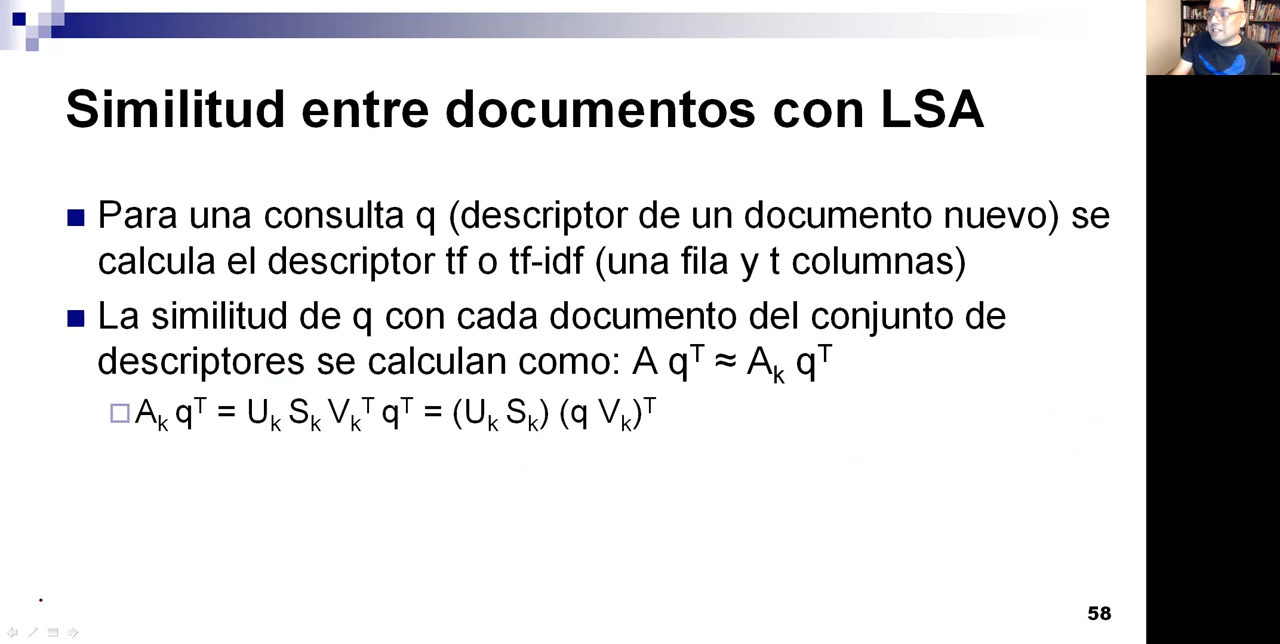 Similitud entre documentos con LSA
Para una consulta q (descriptor de un documento nuevo) se
calcula el descriptor tf o tf-idf (una fila y t columnas)
La similitud de q con cada documento del conjunto de
descriptores se calculan como: A qᵀ ≈ Aₖ qᵀ
Aₖ qᵀ = Uₖ Sₖ Vₖᵀ qᵀ = (Uₖ Sₖ) (q Vₖ)ᵀ
58